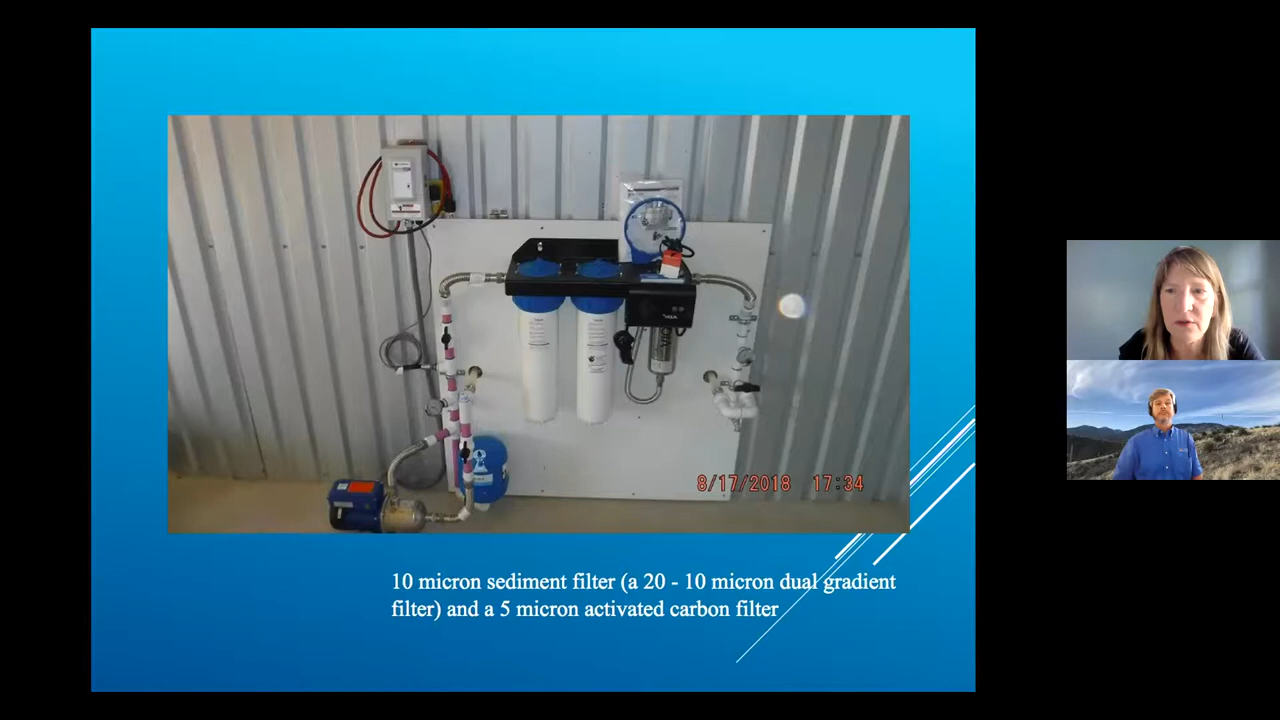 8/17/2018 17:34
10 micron sediment filter (a 20 - 10 micron dual gradient
filter) and a 5 micron activated carbon filter